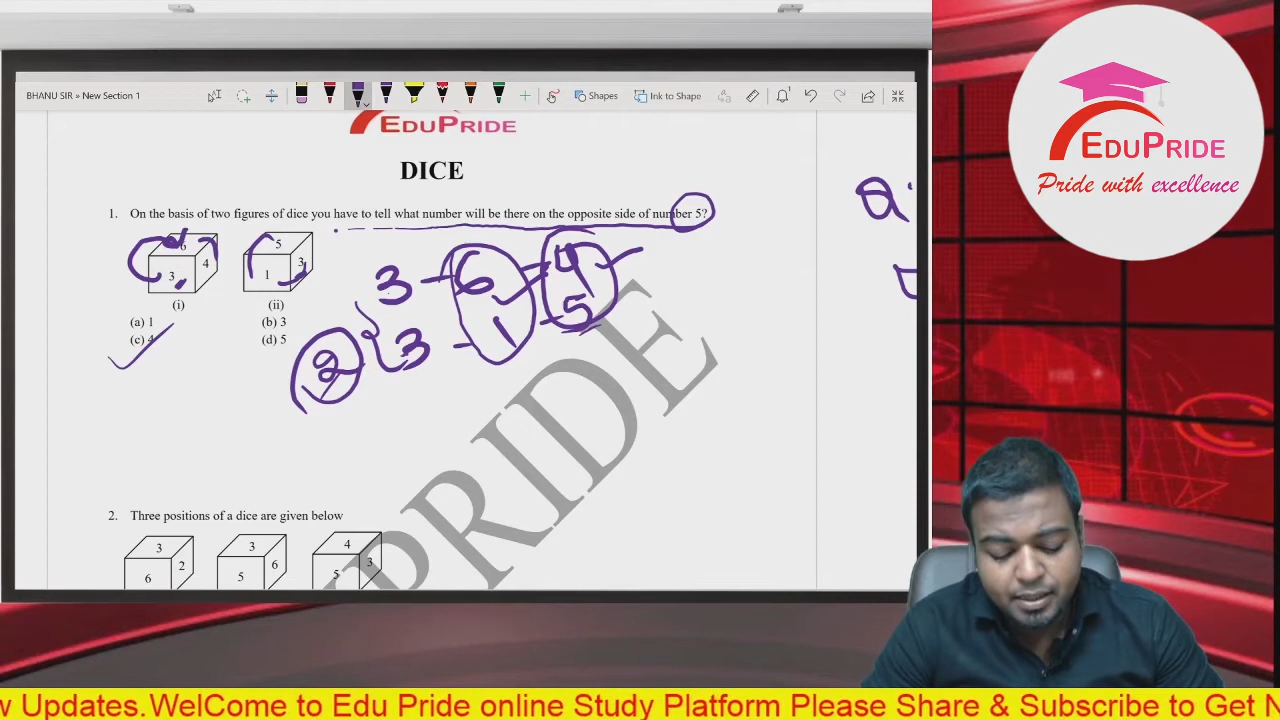 BHANU SIR » New Section 1
Shapes
Ink to Shape
EDUPRIDE
DICE
1. On the basis of two figures of dice you have to tell what number will be there on the opposite side of number 5?
6
3
4
5
1
3
(i)
(ii)
(a) 1
(b) 3
(c) 4
(d) 5
3 - 6 - 4
3 - 1 - 5
2
2. Three positions of a dice are given below
3
6
2
3
5
6
4
5
3
PRIDE
EDUPRIDE
Pride with excellence
w Updates.WelCome to Edu Pride online Study Platform Please Share & Subscribe to Get N